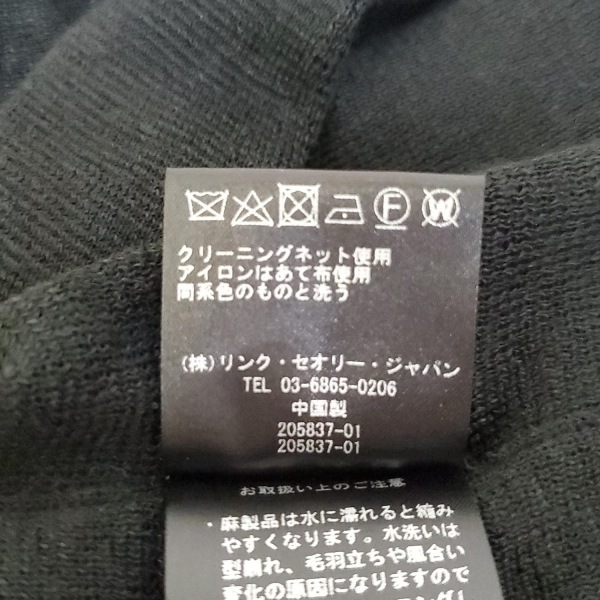 F W
クリーニングネット使用
アイロンはあて布使用
同系色のものと洗う
(株)リンク・セオリー・ジャパン
TEL 03-6865-0206
中国製
205837-01
205837-01
お取扱い上のご注意
・麻製品は水に濡れると縮み
やすくなります。水洗いは
型崩れ、毛羽立ちや風合い
変化の原因になりますので